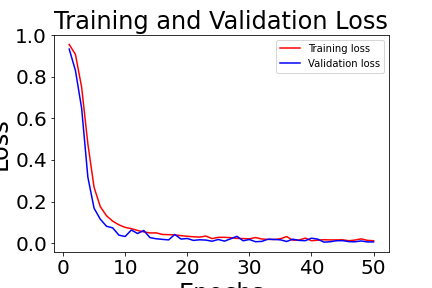 Training and Validation Loss
1.0
0.8
0.6
0.4
0.2
0.0
Loss
Training loss
Validation loss
0 10 20 30 40 50
Epochs